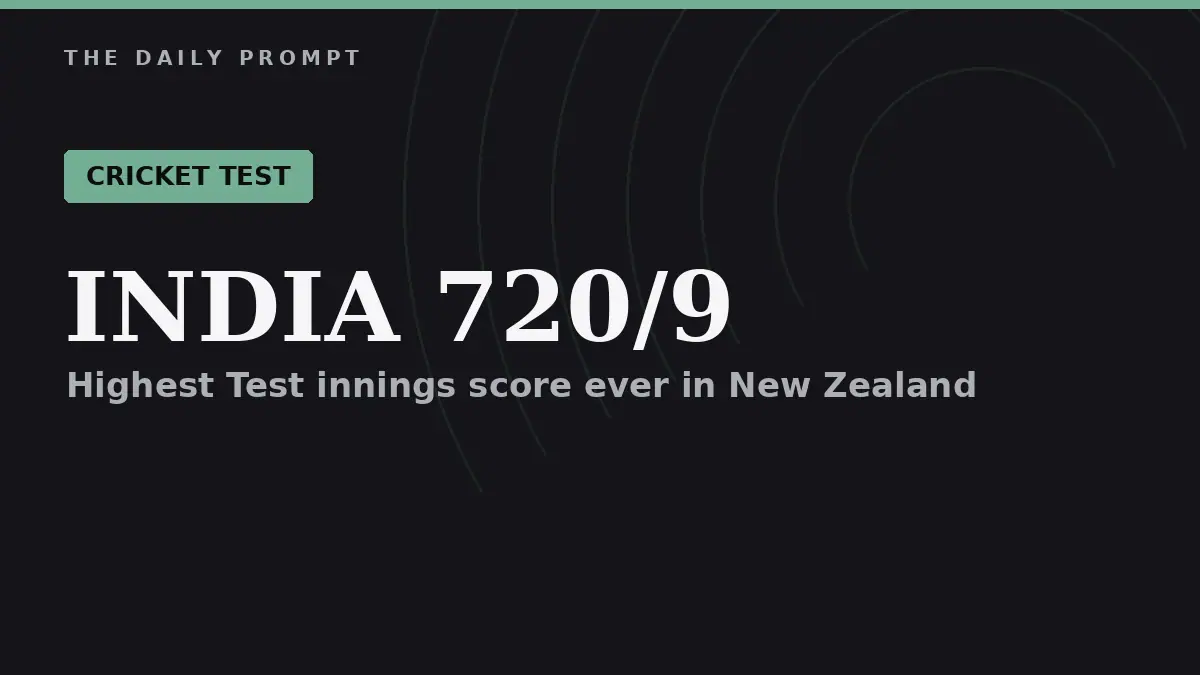 THE DAILY PROMPT
CRICKET TEST
INDIA 720/9
Highest Test innings score ever in New Zealand